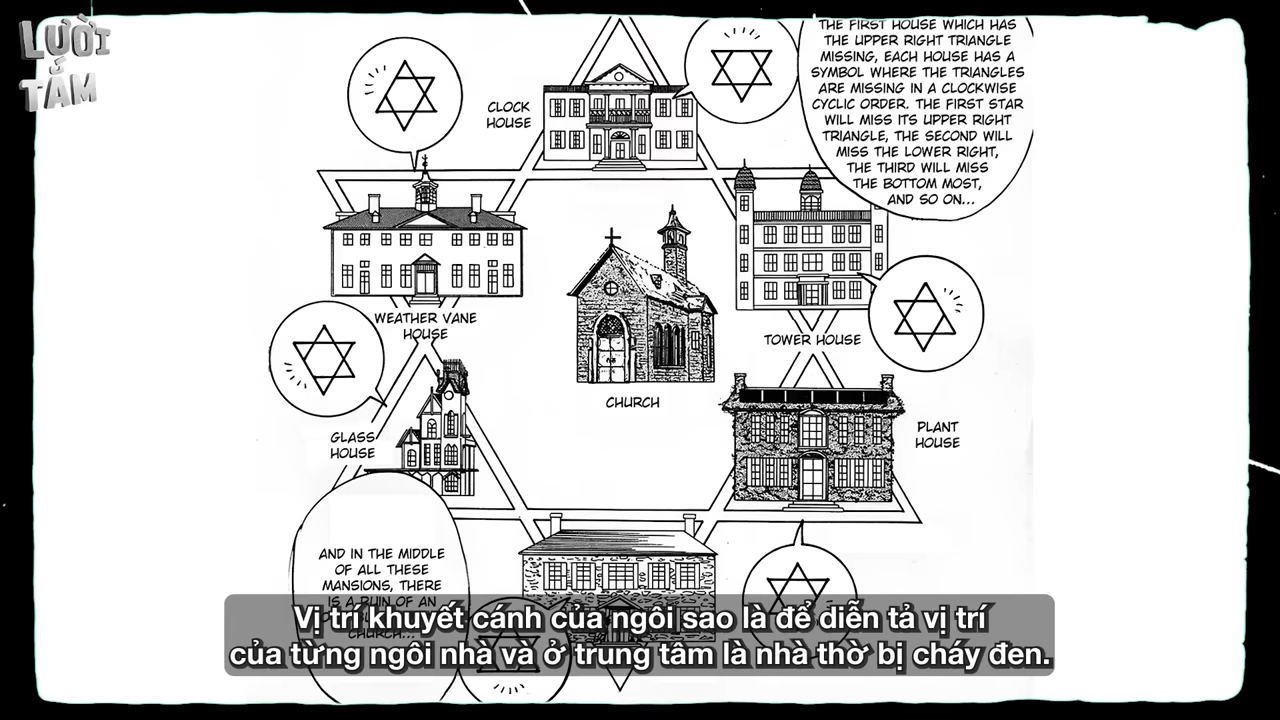 LƯỜI
TẮM
THE FIRST HOUSE WHICH HAS
THE UPPER RIGHT TRIANGLE
MISSING, EACH HOUSE HAS A
SYMBOL WHERE THE TRIANGLES
ARE MISSING IN A CLOCKWISE
CYCLIC ORDER. THE FIRST STAR
WILL MISS ITS UPPER RIGHT
TRIANGLE, THE SECOND WILL
MISS THE LOWER RIGHT,
THE THIRD WILL MISS
THE BOTTOM MOST,
AND SO ON...
CLOCK
HOUSE
WEATHER VANE
HOUSE
TOWER HOUSE
CHURCH
GLASS
HOUSE
PLANT
HOUSE
AND IN THE MIDDLE
OF ALL THESE
MANSIONS, THERE
IS A RUIN OF AN
CHURCH...
Vị trí khuyết cánh của ngôi sao là để diễn tả vị trí
của từng ngôi nhà và ở trung tâm là nhà thờ bị cháy đen.